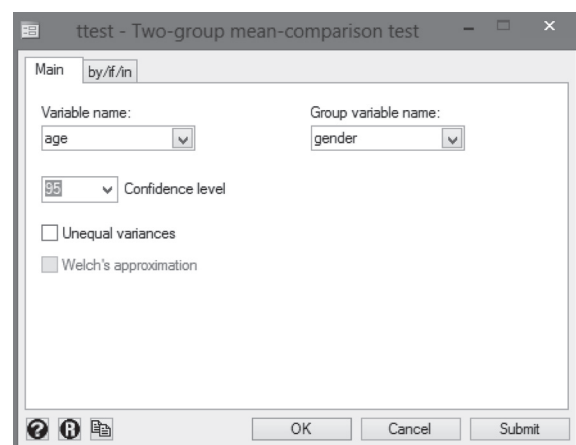 ttest - Two-group mean-comparison test
Main by/if/in
Variable name: Group variable name:
age gender
95 Confidence level
Unequal variances
Welch's approximation
OK Cancel Submit